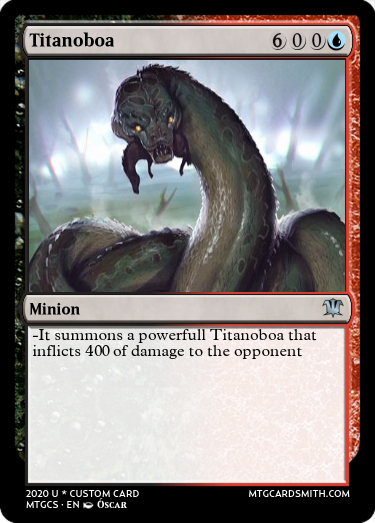 Titanoboa 6 0 0
Minion
-It summons a powerfull Titanoboa that
inflicts 400 of damage to the opponent
2020 U * CUSTOM CARD
MTGCS · EN Óscar
MTGCARDSMITH.COM